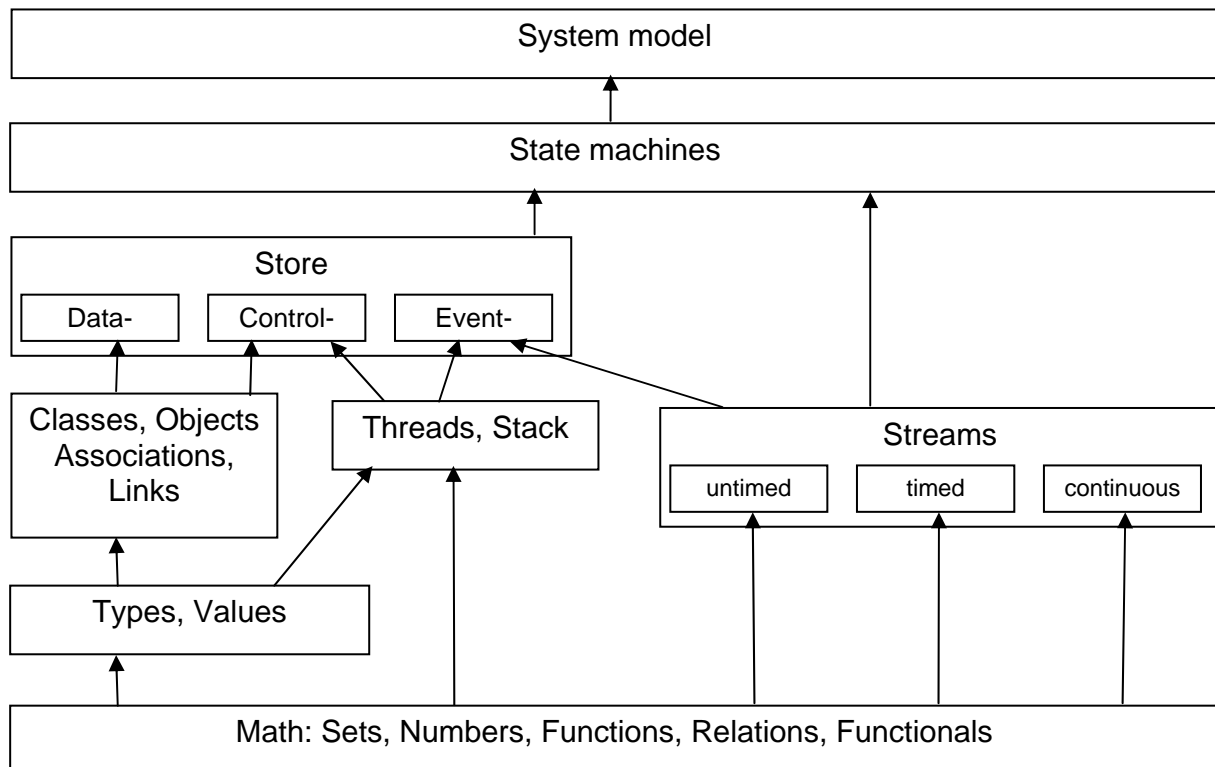 System model
State machines
Store
Data-
Control-
Event-
Classes, Objects
Associations,
Links
Threads, Stack
Streams
untimed
timed
continuous
Types, Values
Math: Sets, Numbers, Functions, Relations, Functionals